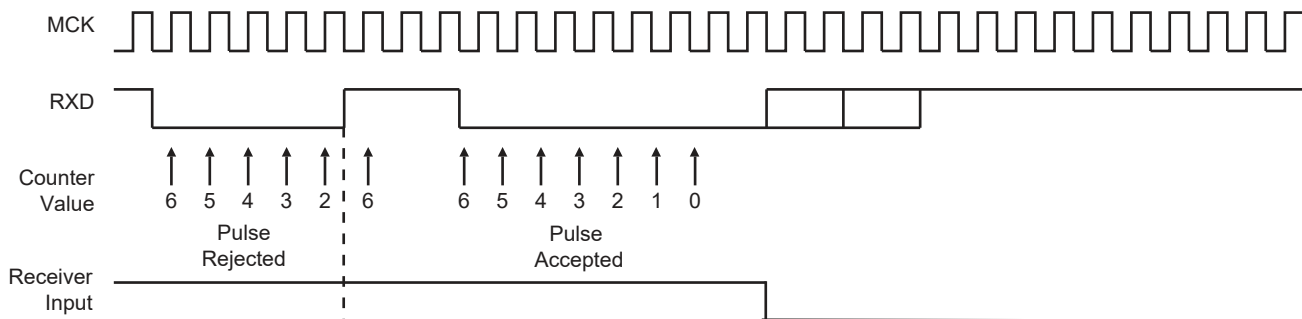 MCK
RXD
Counter
Value
6 5 4 3 2 6 6 5 4 3 2 1 0
Pulse
Rejected
Pulse
Accepted
Receiver
Input